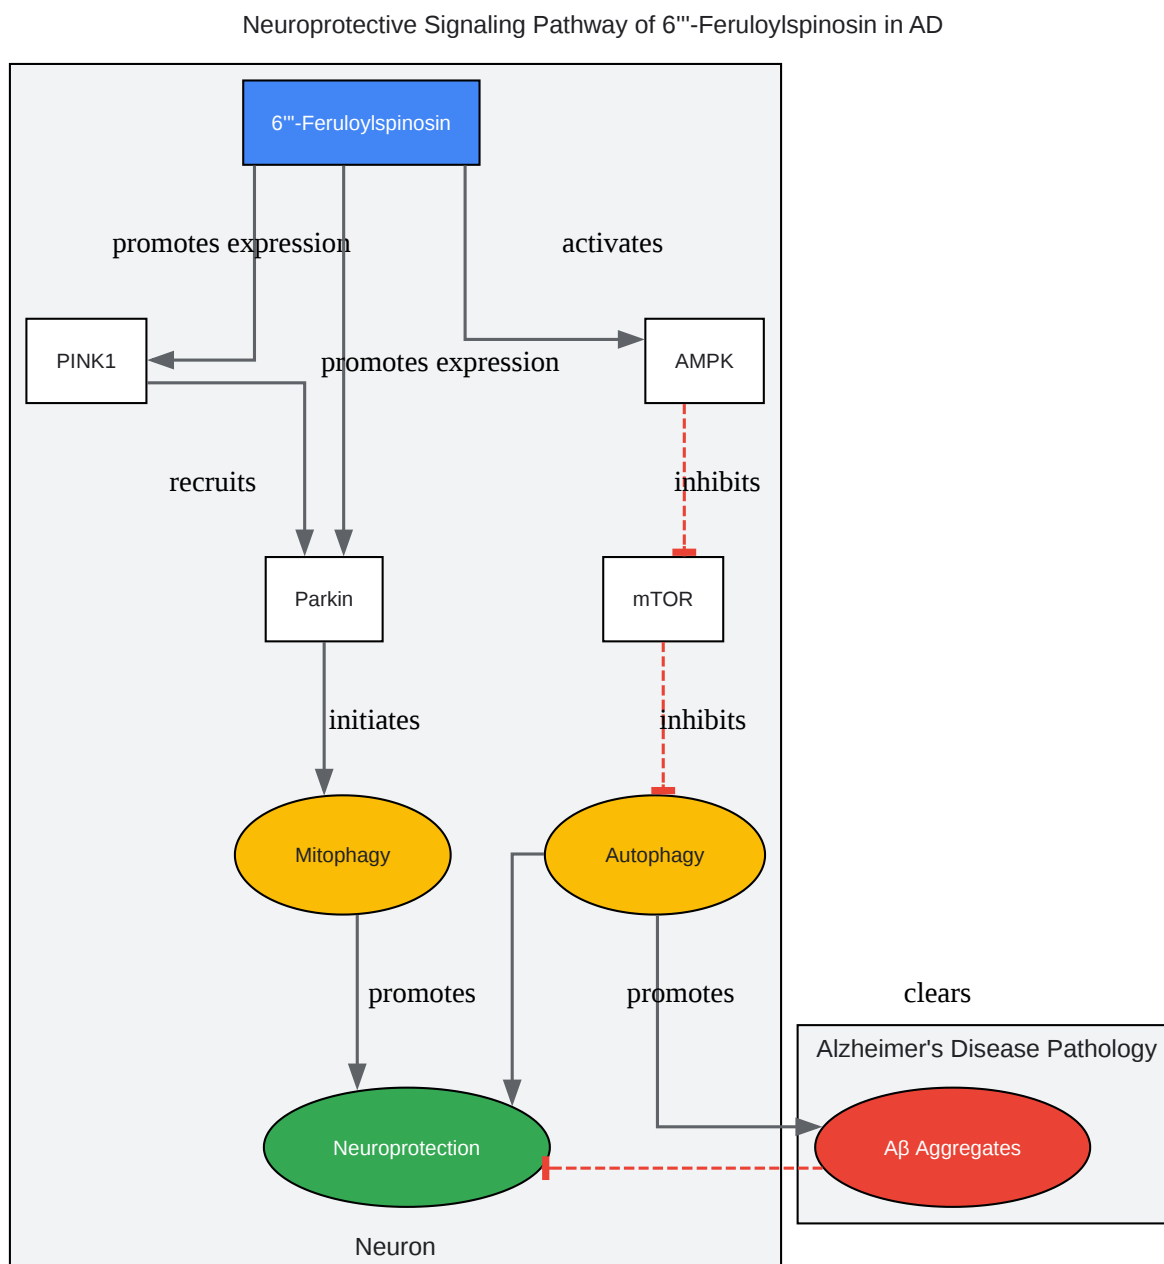 Neuroprotective Signaling Pathway of 6'''-Feruloylspinosin in AD
6'''-Feruloylspinosin
promotes expression
activates
PINK1
promotes expression
AMPK
recruits
inhibits
Parkin
mTOR
initiates
inhibits
Mitophagy
Autophagy
promotes
promotes
clears
Alzheimer's Disease Pathology
Neuroprotection
Aβ Aggregates
Neuron